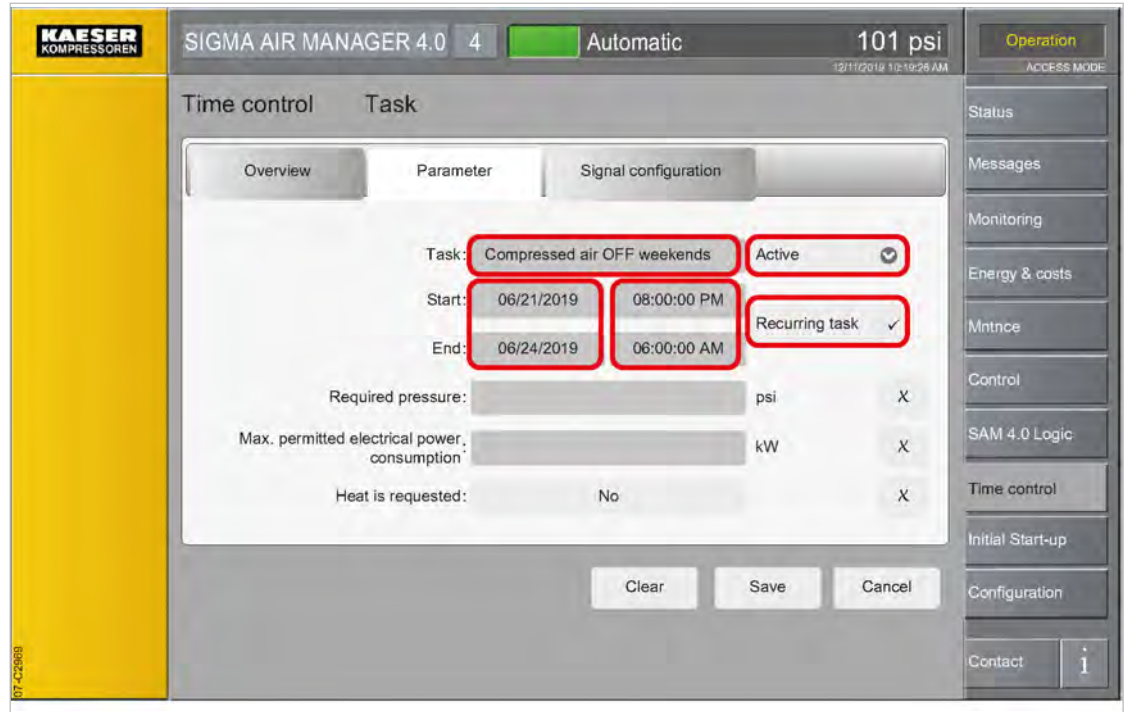 KAESER
KOMPRESSOREN
SIGMA AIR MANAGER 4.0 4 Automatic 101 psi
12/11/2019 10:19:26 AM
Operation
ACCESS MODE
Time control Task
Overview Parameter Signal configuration
Task: Compressed air OFF weekends Active
Start: 06/21/2019 08:00:00 PM
Recurring task ✓
End: 06/24/2019 06:00:00 AM
Required pressure: psi X
Max. permitted electrical power
consumption: kW X
Heat is requested: No X
Clear Save Cancel
Status
Messages
Monitoring
Energy & costs
Mntnce
Control
SAM 4.0 Logic
Time control
Initial Start-up
Configuration
Contact i
07-C2969